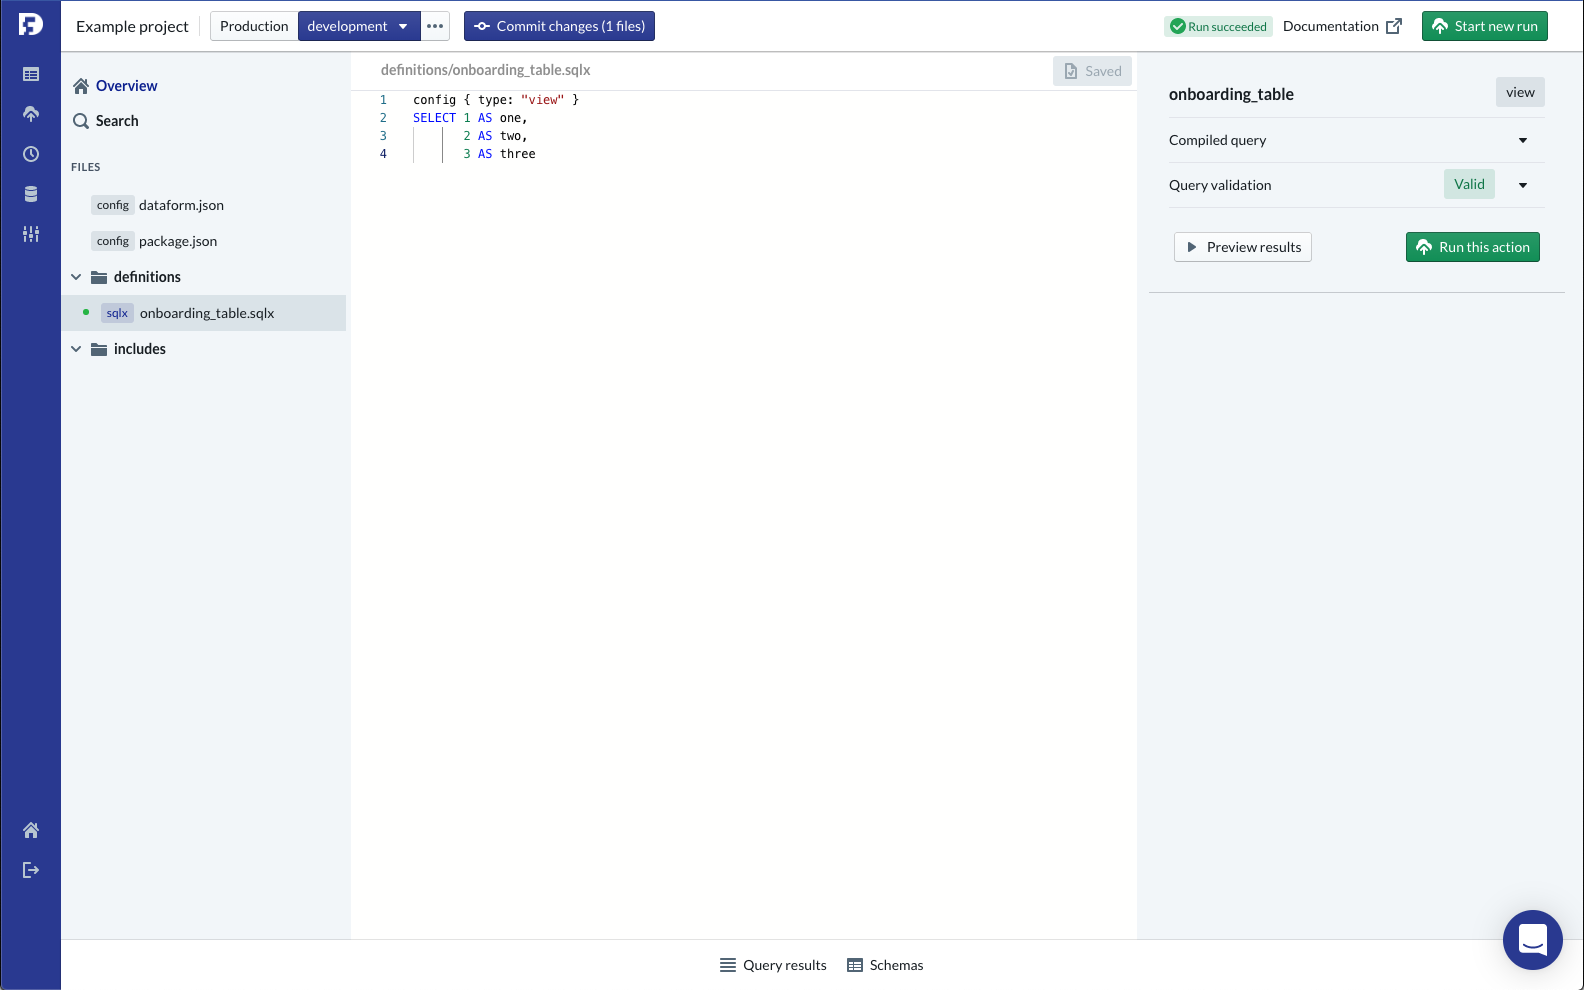 Example project
Production
development
Commit changes (1 files)
Run succeeded
Documentation
Start new run
Overview
Search
FILES
config dataform.json
config package.json
definitions
sqlx onboarding_table.sqlx
includes
definitions/onboarding_table.sqlx
Saved
1 config { type: "view" }
2 SELECT 1 AS one,
3 2 AS two,
4 3 AS three
onboarding_table
view
Compiled query
Query validation
Valid
Preview results
Run this action
Query results
Schemas